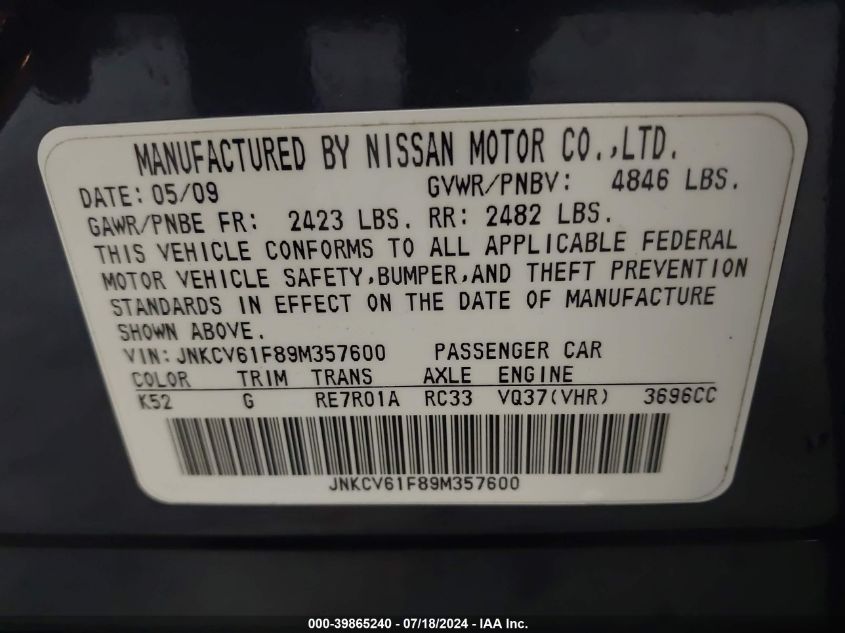 MANUFACTURED BY NISSAN MOTOR CO.,LTD.
DATE: 05/09 GVWR/PNBV: 4846 LBS.
GAWR/PNBE FR: 2423 LBS. RR: 2482 LBS.
THIS VEHICLE CONFORMS TO ALL APPLICABLE FEDERAL
MOTOR VEHICLE SAFETY,BUMPER,AND THEFT PREVENTION
STANDARDS IN EFFECT ON THE DATE OF MANUFACTURE
SHOWN ABOVE.
VIN: JNKCV61F89M357600 PASSENGER CAR
COLOR TRIM TRANS AXLE ENGINE
K52 G RE7R01A RC33 VQ37(VHR) 3696CC
JNKCV61F89M357600
000-39865240 - 07/18/2024 - IAA Inc.